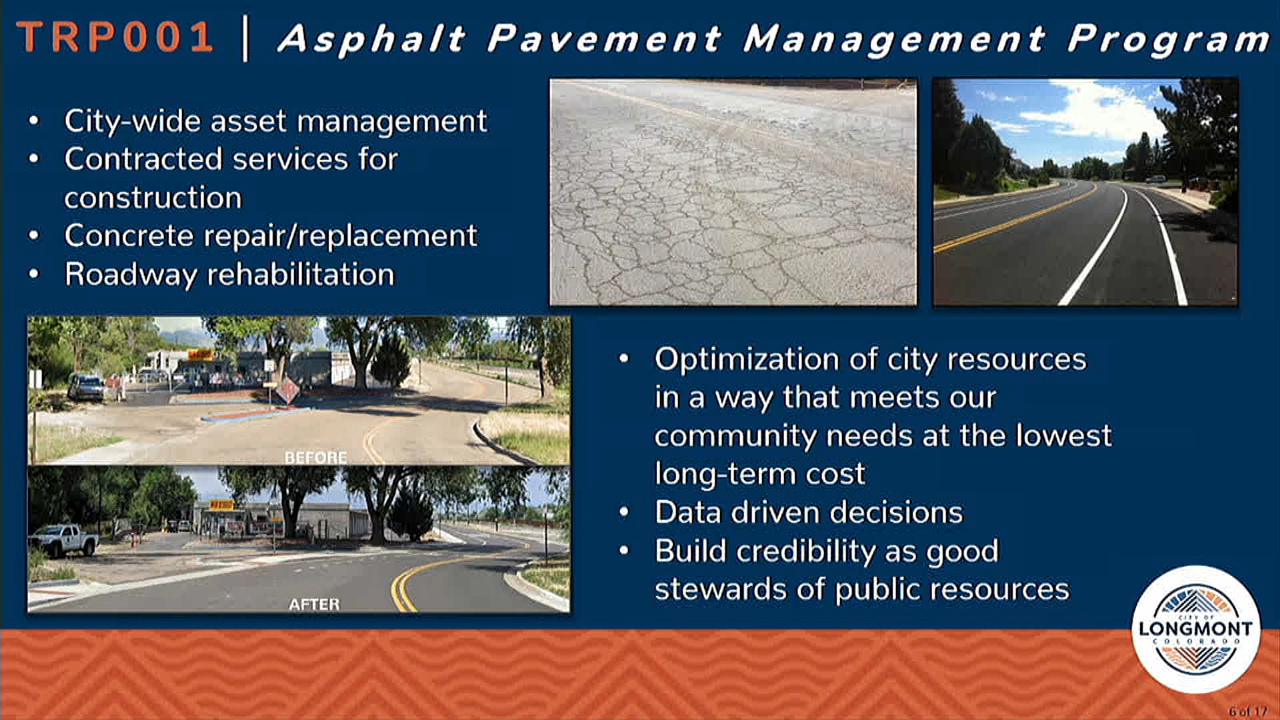 TRP001 | Asphalt Pavement Management Program
• City-wide asset management
• Contracted services for
construction
• Concrete repair/replacement
• Roadway rehabilitation
BEFORE
AFTER
• Optimization of city resources
in a way that meets our
community needs at the lowest
long-term cost
• Data driven decisions
• Build credibility as good
stewards of public resources
CITY OF
LONGMONT
COLORADO
6 of 17